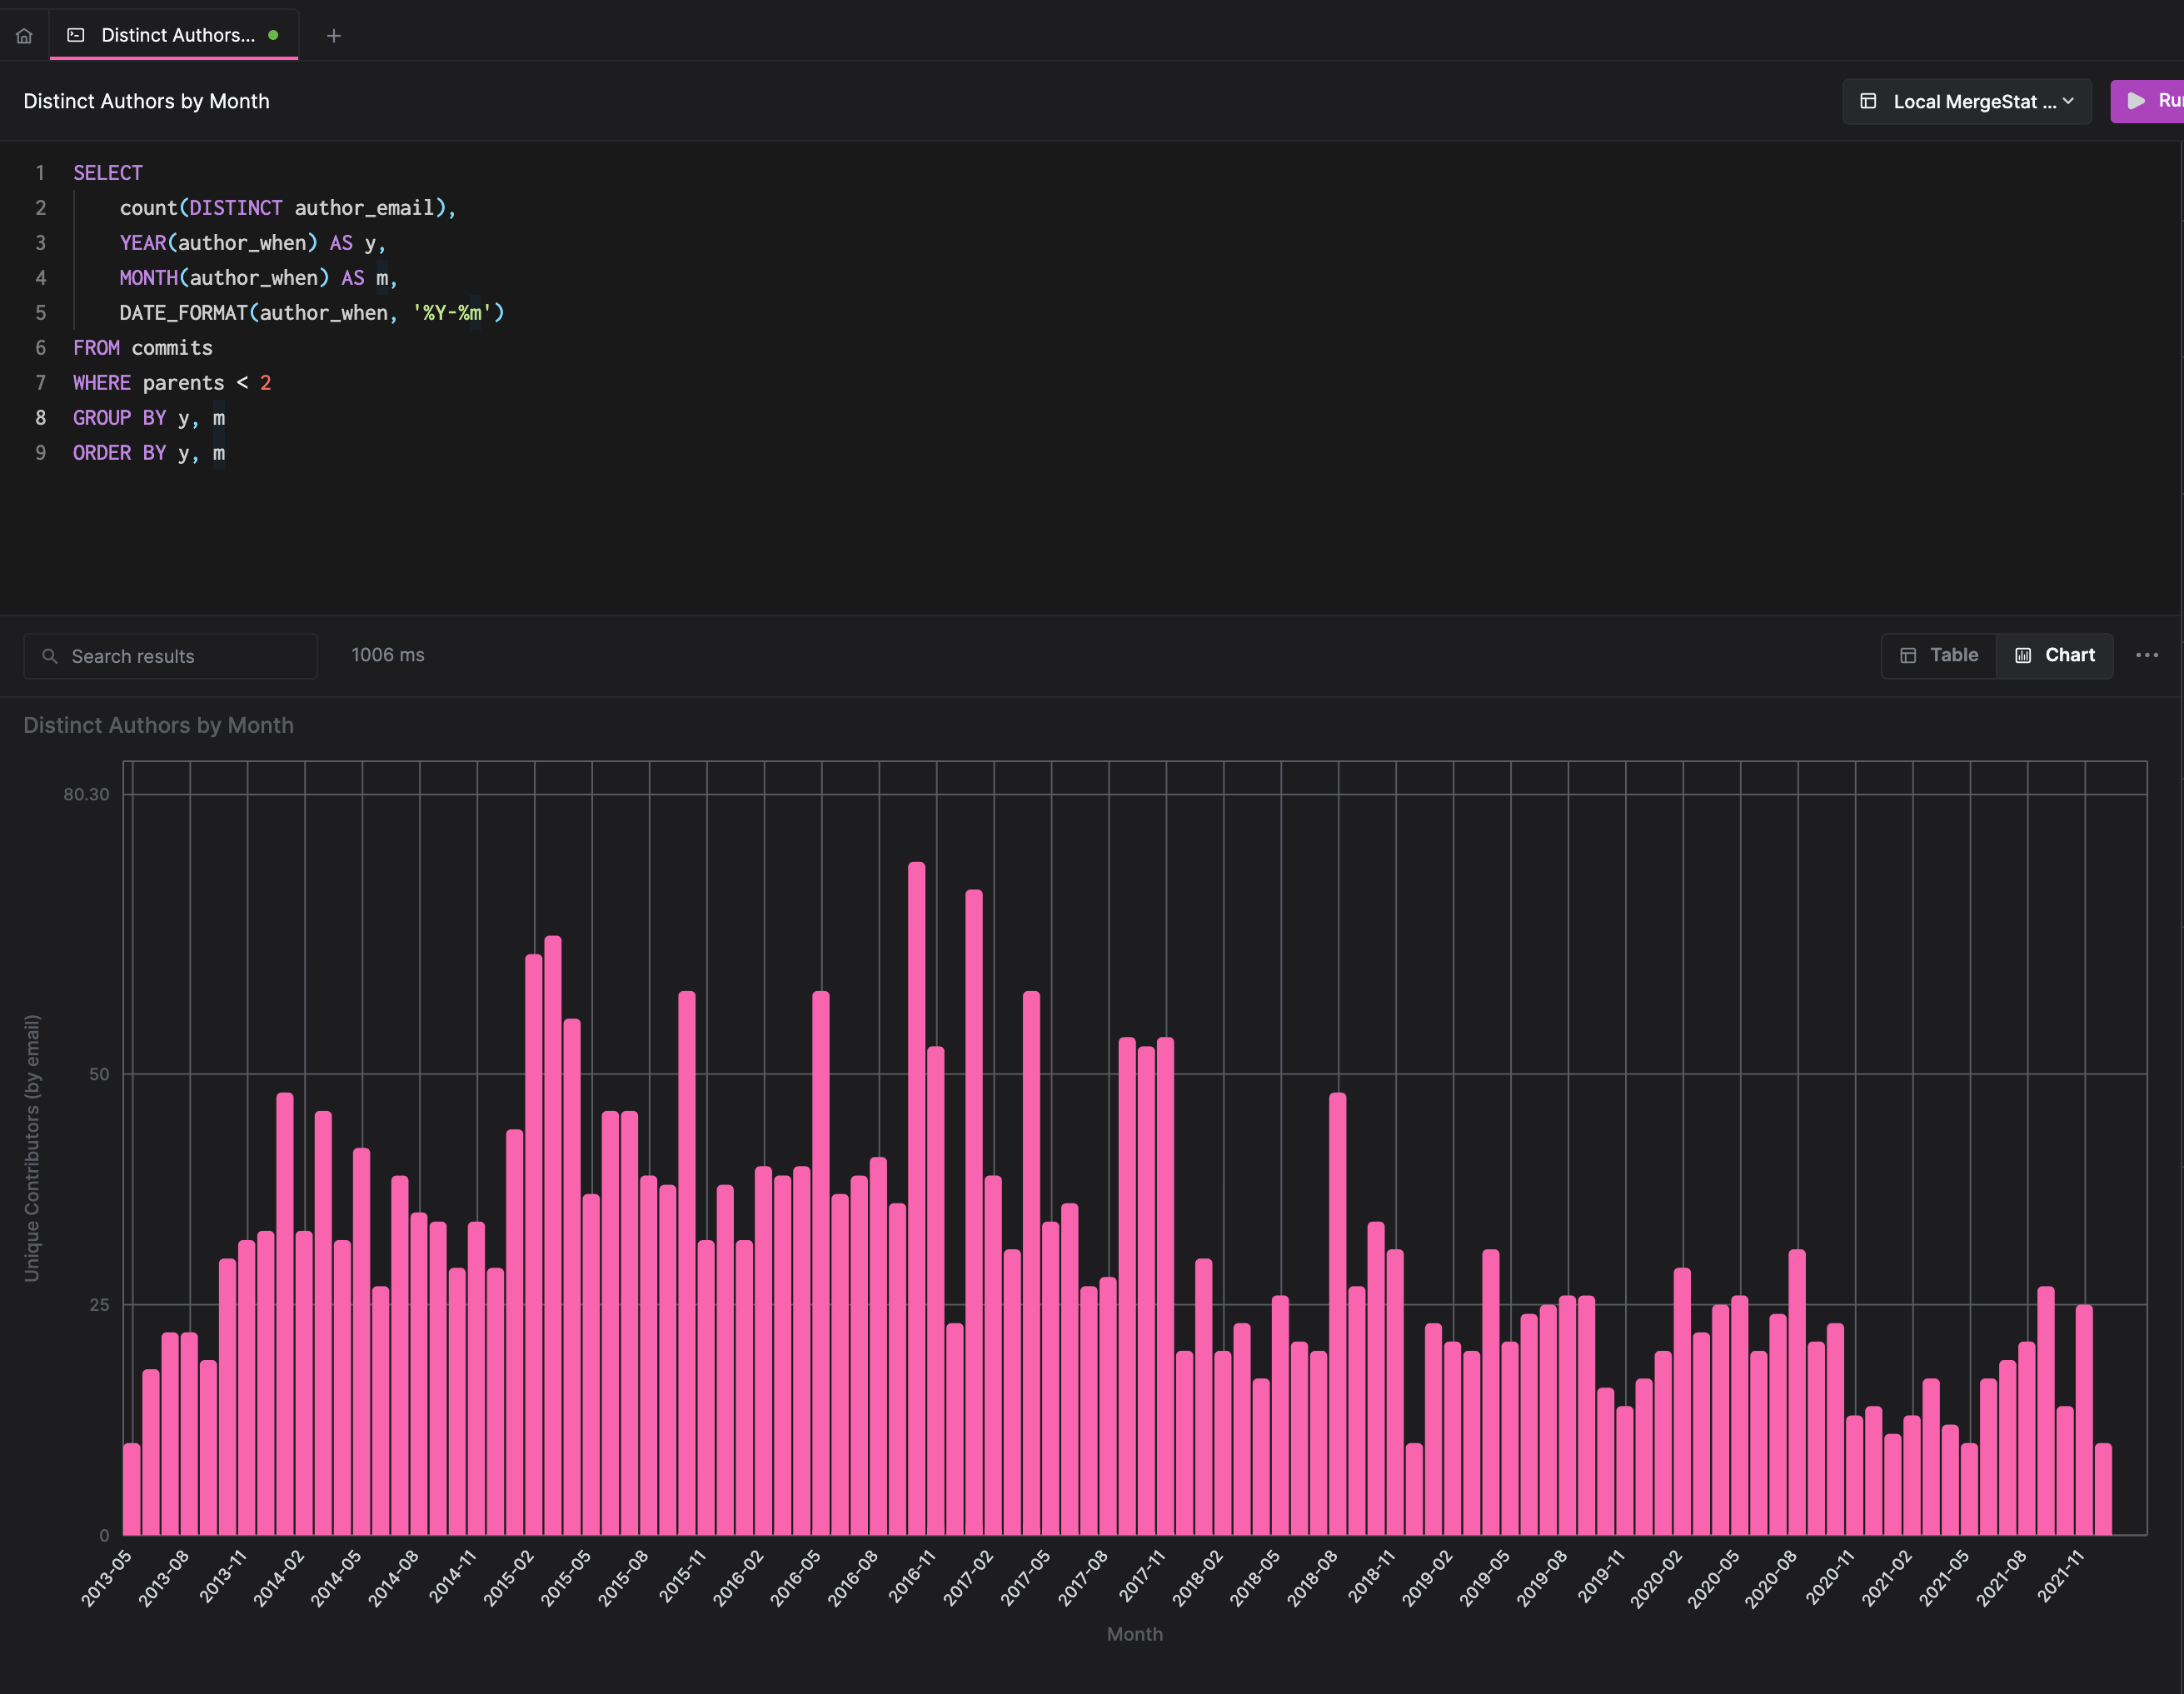 Distinct Authors...
Distinct Authors by Month
Local MergeStat ...
1 SELECT
2 count(DISTINCT author_email),
3 YEAR(author_when) AS y,
4 MONTH(author_when) AS m,
5 DATE_FORMAT(author_when, '%Y-%m')
6 FROM commits
7 WHERE parents < 2
8 GROUP BY y, m
9 ORDER BY y, m
Search results
1006 ms
Table
Chart
Distinct Authors by Month
80.30
50
25
0
Unique Contributors (by email)
2013-05
2013-08
2013-11
2014-02
2014-05
2014-08
2014-11
2015-02
2015-05
2015-08
2015-11
2016-02
2016-05
2016-08
2016-11
2017-02
2017-05
2017-08
2017-11
2018-02
2018-05
2018-08
2018-11
2019-02
2019-05
2019-08
2019-11
2020-02
2020-05
2020-08
2020-11
2021-02
2021-05
2021-08
2021-11
Month